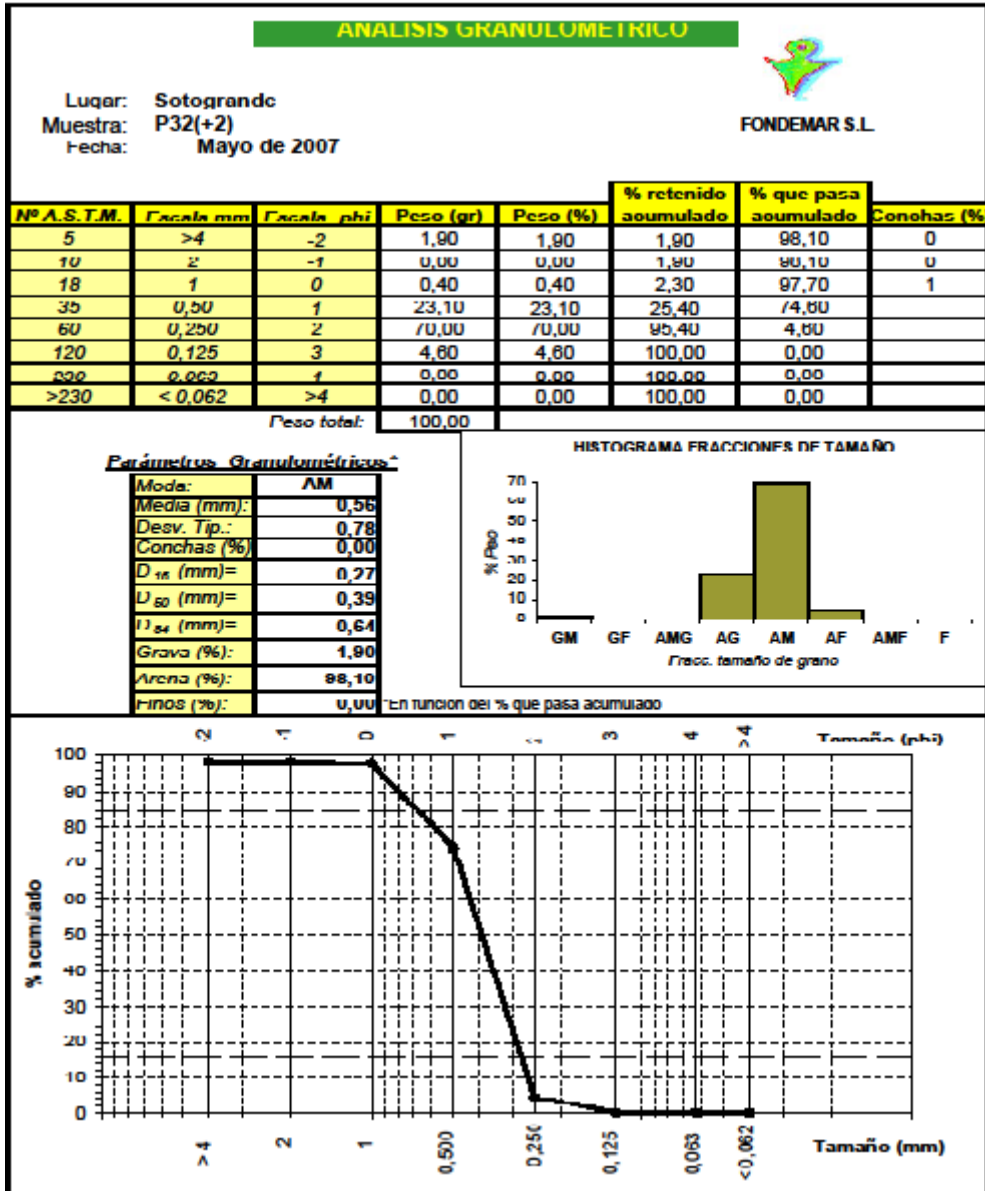 ANALISIS GRANULOMETRICO
Lugar: Sotogrande
Muestra: P32(+2)
Fecha: Mayo de 2007
FONDEMAR S.L.
Nº A.S.T.M. Escala mm Escala phi Peso (gr) Peso (%) % retenido acumulado % que pasa acumulado Conchas (%
5 >4 -2 1,90 1,90 1,90 98,10 0
10 2 -1 0,00 0,00 1,90 98,10 0
18 1 0 0,40 0,40 2,30 97,70 1
35 0,50 1 23,10 23,10 25,40 74,60
60 0,250 2 70,00 70,00 95,40 4,60
120 0,125 3 4,60 4,60 100,00 0,00
230 0,063 4 0,00 0,00 100,00 0,00
>230 < 0,062 >4 0,00 0,00 100,00 0,00
Peso total: 100,00
Parámetros Granulométricos*
Moda: AM
Media (mm): 0,56
Desv. Tip.: 0,78
Conchas (%) 0,00
D 16 (mm)= 0,27
D 50 (mm)= 0,39
D 84 (mm)= 0,64
Grava (%): 1,90
Arena (%): 98,10
Finos (%): 0,00
*En función del % que pasa acumulado
HISTOGRAMA FRACCIONES DE TAMAÑO
% Peso
70
50
40
30
20
10
0
GM GF AMG AG AM AF AMF F
Fracc. tamaño de grano
-2 -1 0 1 2 3 4 >4 Tamaño (phi)
% acumulado
100
90
80
70
60
50
40
30
20
10
0
>4 2 1 0,500 0,250 0,125 0,063 <0,062 Tamaño (mm)